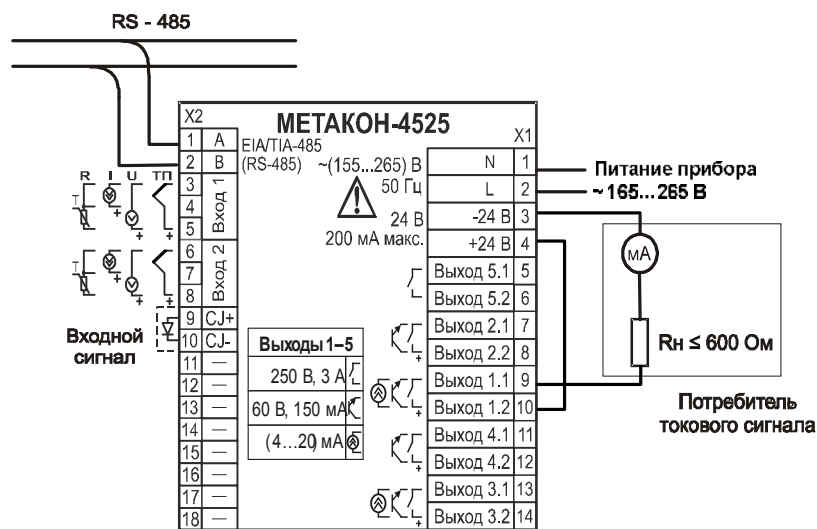 RS - 485
X2
МЕТАКОН-4525
X1
1 A
EIA/TIA-485
2 B
(RS-485)
~(155...265) В
50 Гц
24 В
200 мА макс.
N 1
L 2
-24 В 3
+24 В 4
Питание прибора
~165... 265 В
R I U ТП
T
3
4
5
Вход 1
T
6
7
8
Вход 2
9 CJ+
10 CJ-
11 —
12 —
13 —
14 —
15 —
16 —
17 —
18 —
Входной
сигнал
Выходы 1–5
250 В, 3 А
60 В, 150 мА
(4...20) мА
Выход 5.1 5
Выход 5.2 6
Выход 2.1 7
Выход 2.2 8
Выход 1.1 9
Выход 1.2 10
Выход 4.1 11
Выход 4.2 12
Выход 3.1 13
Выход 3.2 14
мА
Rн ≤ 600 Ом
Потребитель
токового сигнала